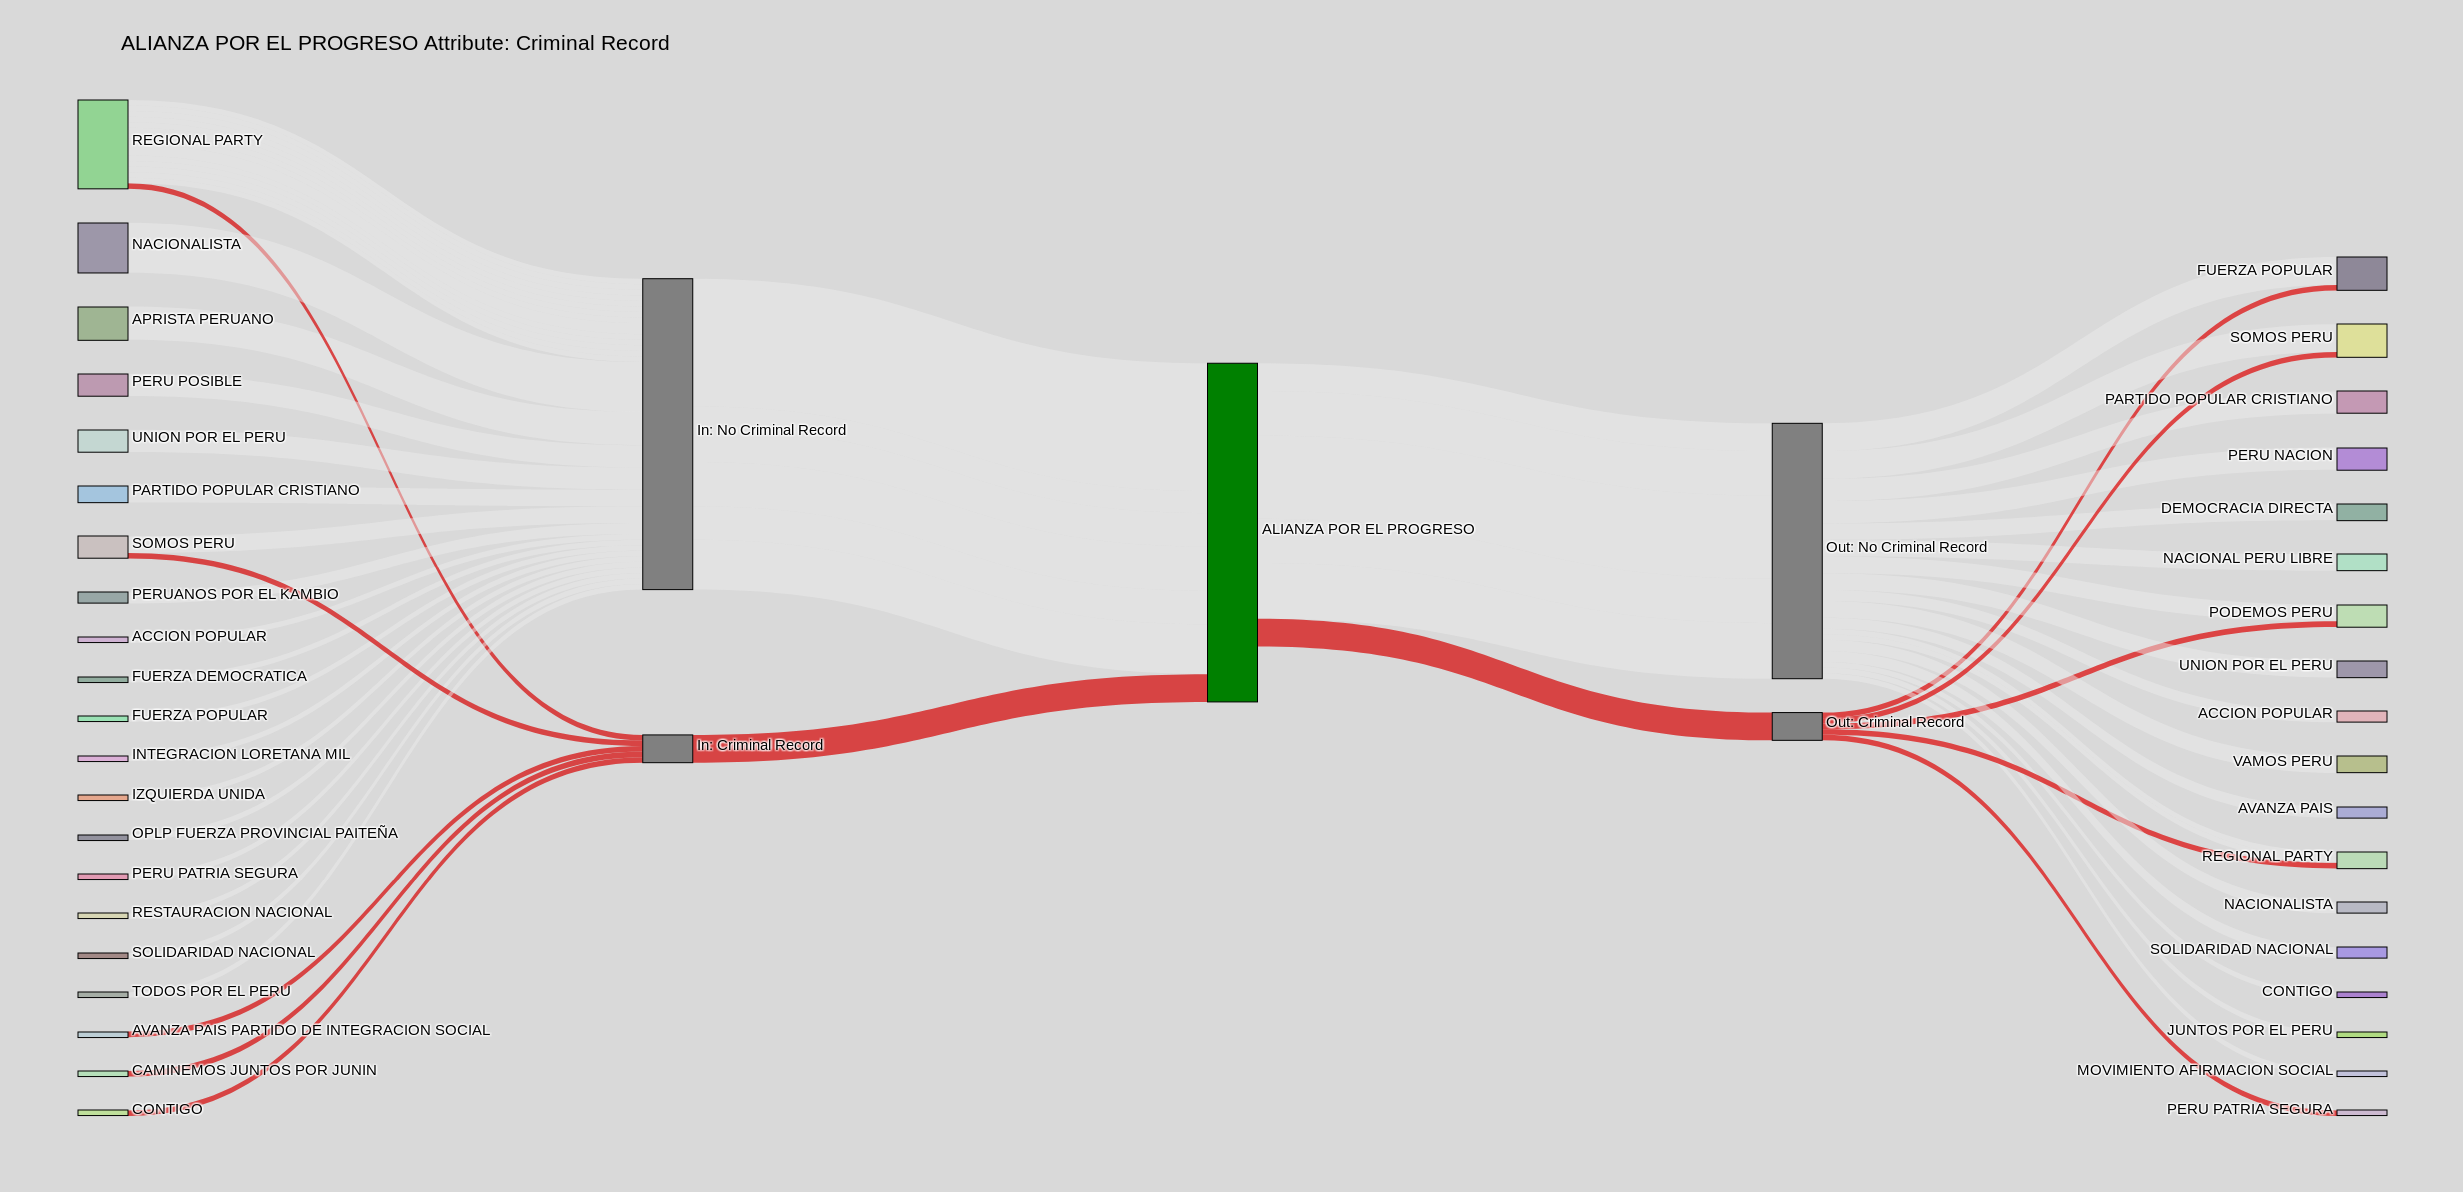 ALIANZA POR EL PROGRESO Attribute: Criminal Record
REGIONAL PARTY
NACIONALISTA
APRISTA PERUANO
PERU POSIBLE
UNION POR EL PERU
PARTIDO POPULAR CRISTIANO
SOMOS PERU
PERUANOS POR EL KAMBIO
ACCION POPULAR
FUERZA DEMOCRATICA
FUERZA POPULAR
INTEGRACION LORETANA MIL
IZQUIERDA UNIDA
OPLP FUERZA PROVINCIAL PAITEÑA
PERU PATRIA SEGURA
RESTAURACION NACIONAL
SOLIDARIDAD NACIONAL
TODOS POR EL PERU
AVANZA PAIS PARTIDO DE INTEGRACION SOCIAL
CAMINEMOS JUNTOS POR JUNIN
CONTIGO
In: No Criminal Record
In: Criminal Record
ALIANZA POR EL PROGRESO
Out: No Criminal Record
Out: Criminal Record
FUERZA POPULAR
SOMOS PERU
PARTIDO POPULAR CRISTIANO
PERU NACION
DEMOCRACIA DIRECTA
NACIONAL PERU LIBRE
PODEMOS PERU
UNION POR EL PERU
ACCION POPULAR
VAMOS PERU
AVANZA PAIS
REGIONAL PARTY
NACIONALISTA
SOLIDARIDAD NACIONAL
CONTIGO
JUNTOS POR EL PERU
MOVIMIENTO AFIRMACION SOCIAL
PERU PATRIA SEGURA